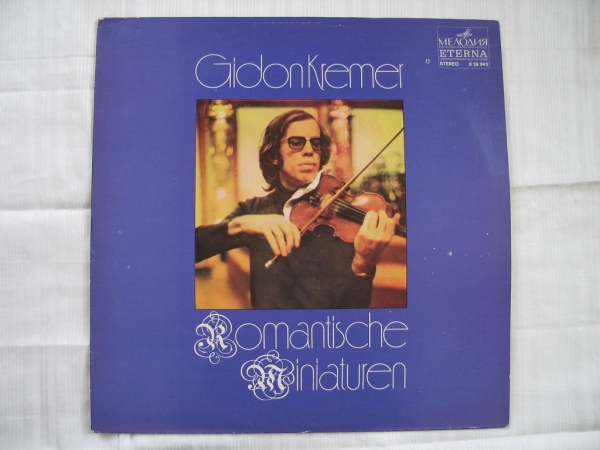 МЕЛОДИЯ
ETERNA
STEREO 8 26 943
Gidon Kremer
Romantische
Miniaturen